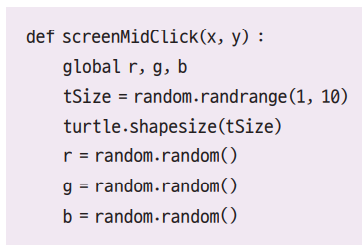 def screenMidClick(x, y) :
global r, g, b
tSize = random.randrange(1, 10)
turtle.shapesize(tSize)
r = random.random()
g = random.random()
b = random.random()